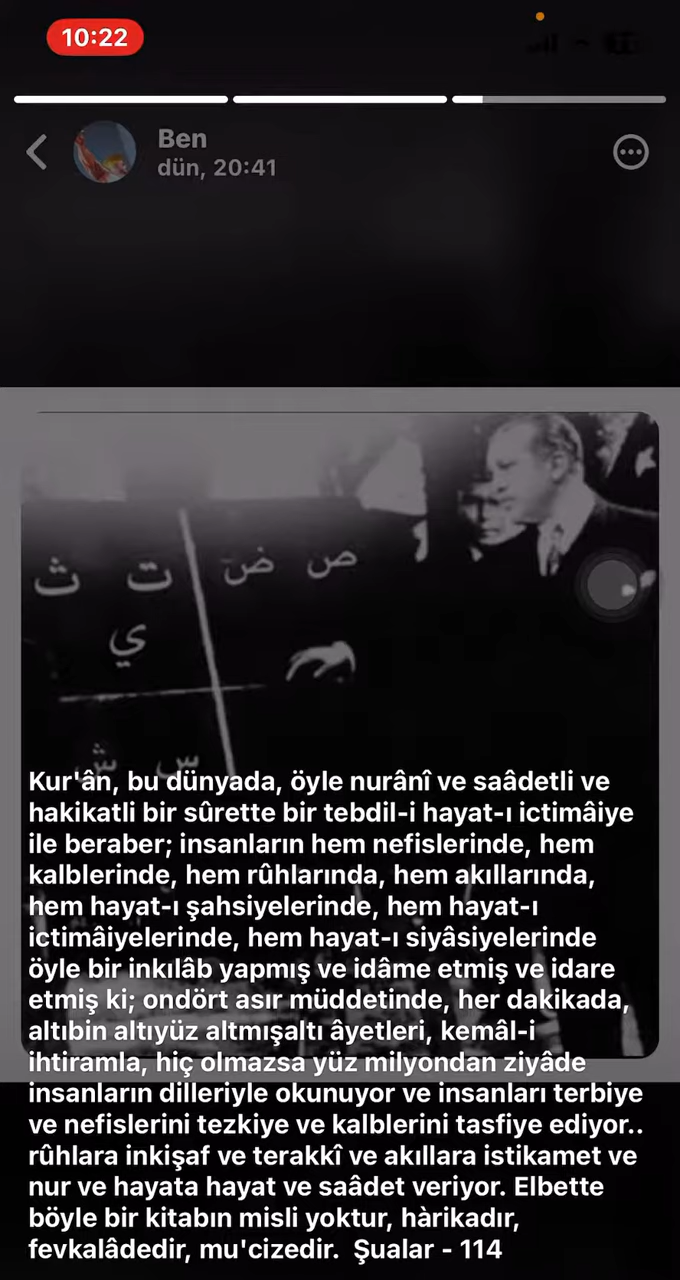 10:22
Ben
dün, 20:41
ص ض ت ث
ي
س ش
Kur'ân, bu dünyada, öyle nurânî ve saâdetli ve
hakikatli bir sûrette bir tebdil-i hayat-ı ictimâiye
ile beraber; insanların hem nefislerinde, hem
kalblerinde, hem rûhlarında, hem akıllarında,
hem hayat-ı şahsiyelerinde, hem hayat-ı
ictimâiyelerinde, hem hayat-ı siyâsiyelerinde
öyle bir inkılâb yapmış ve idâme etmiş ve idare
etmiş ki; ondört asır müddetinde, her dakikada,
altıbin altıyüz altmışaltı âyetleri, kemâl-i
ihtiramla, hiç olmazsa yüz milyondan ziyâde
insanların dilleriyle okunuyor ve insanları terbiye
ve nefislerini tezkiye ve kalblerini tasfiye ediyor..
rûhlara inkişaf ve terakkî ve akıllara istikamet ve
nur ve hayata hayat ve saâdet veriyor. Elbette
böyle bir kitabın misli yoktur, hàrikadır,
fevkalâdedir, mu'cizedir. Şualar - 114